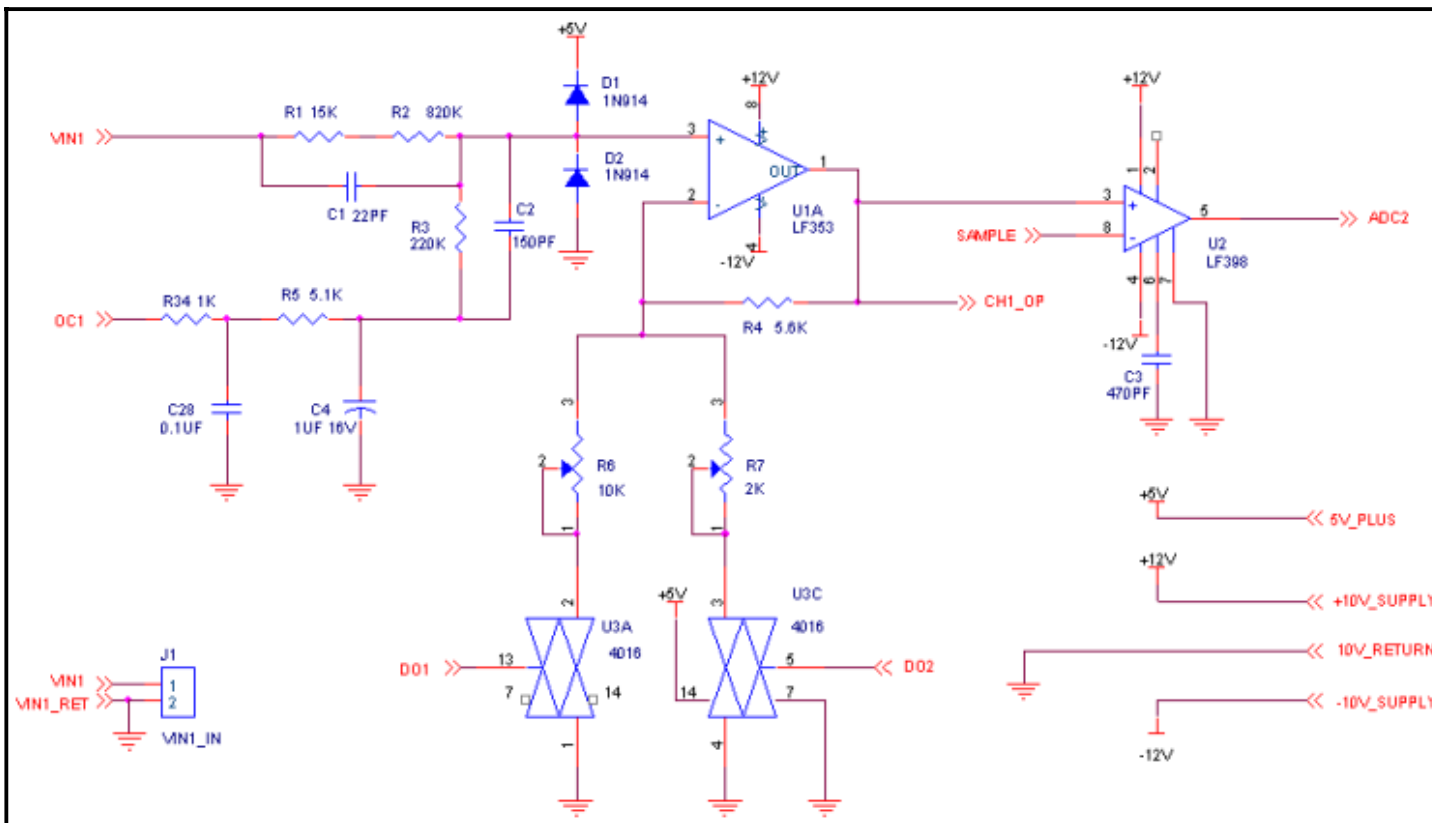 +5V
D1
1N914
+12V
8
+12V
R1 15K
R2 820K
VIN1
3
+
V+
1
OUT
2
-
V-
4
-12V
U1A
LF353
D2
1N914
C1 22PF
R3
220K
C2
150PF
1
2
3
+
5
ADC2
SAMPLE
8
-
U2
LF398
4
6
7
-12V
C3
470PF
R34 1K
R5 5.1K
OC1
R4 5.6K
CH1_OP
C28
0.1UF
C4
1UF 16V
3
2
R6
10K
1
3
2
R7
2K
1
+5V
5V_PLUS
+12V
+10V_SUPPLY
10V_RETURN
-10V_SUPPLY
-12V
2
U3A
4016
DO1
13
7
14
1
+5V
3
U3C
4016
5
DO2
14
7
4
J1
VIN1
1
VIN1_RET
2
VIN1_IN